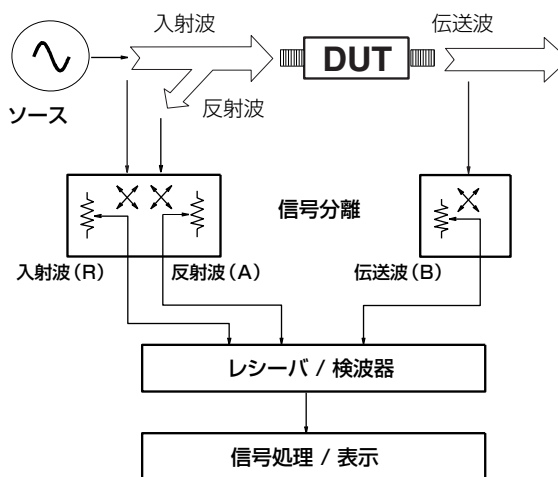 入射波
伝送波
DUT
反射波
ソース
信号分離
入射波(R)
反射波(A)
伝送波(B)
レシーバ / 検波器
信号処理 / 表示